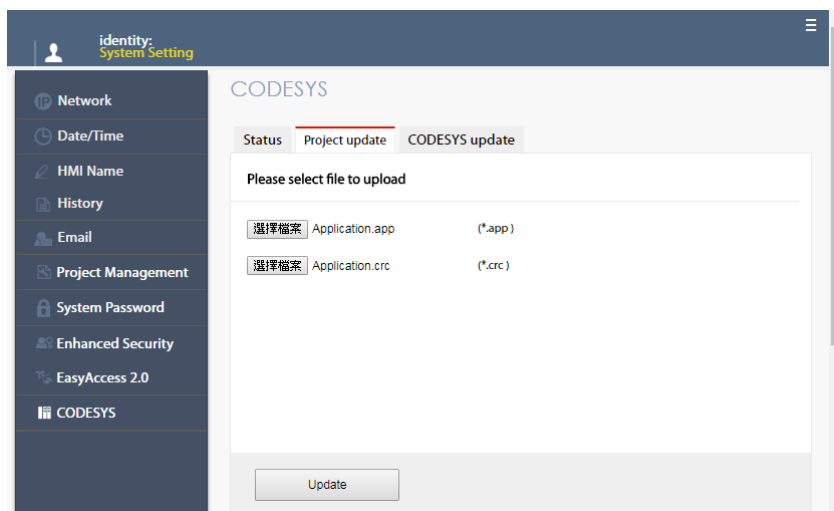 identity:
System Setting
Network
Date/Time
HMI Name
History
Email
Project Management
System Password
Enhanced Security
EasyAccess 2.0
CODESYS
CODESYS
Status Project update CODESYS update
Please select file to upload
選擇檔案 Application.app (*.app )
選擇檔案 Application.crc (*.crc )
Update